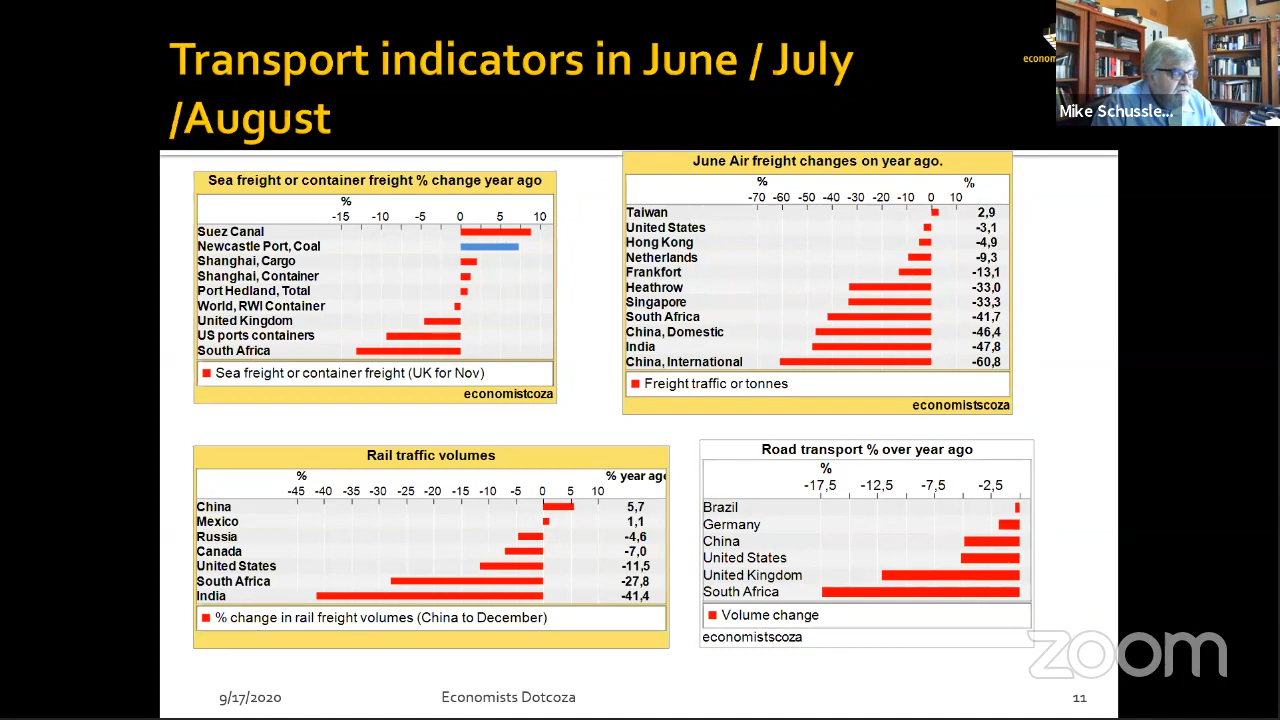 Transport indicators in June / July
/August
econom
Mike Schussle...
Sea freight or container freight % change year ago
%
-15 -10 -5 0 5 10
Suez Canal
Newcastle Port, Coal
Shanghai, Cargo
Shanghai, Container
Port Hedland, Total
World, RWI Container
United Kingdom
US ports containers
South Africa
Sea freight or container freight (UK for Nov)
economistcoza
June Air freight changes on year ago.
% %
-70 -60 -50 -40 -30 -20 -10 0 10
Taiwan 2,9
United States -3,1
Hong Kong -4,9
Netherlands -9,3
Frankfort -13,1
Heathrow -33,0
Singapore -33,3
South Africa -41,7
China, Domestic -46,4
India -47,8
China, International -60,8
Freight traffic or tonnes
economistscoza
Rail traffic volumes
% % year ago
-45 -40 -35 -30 -25 -20 -15 -10 -5 0 5 10
China 5,7
Mexico 1,1
Russia -4,6
Canada -7,0
United States -11,5
South Africa -27,8
India -41,4
% change in rail freight volumes (China to December)
Road transport % over year ago
%
-17,5 -12,5 -7,5 -2,5
Brazil
Germany
China
United States
United Kingdom
South Africa
Volume change
economistscoza
zoom
9/17/2020 Economists Dotcoza 11